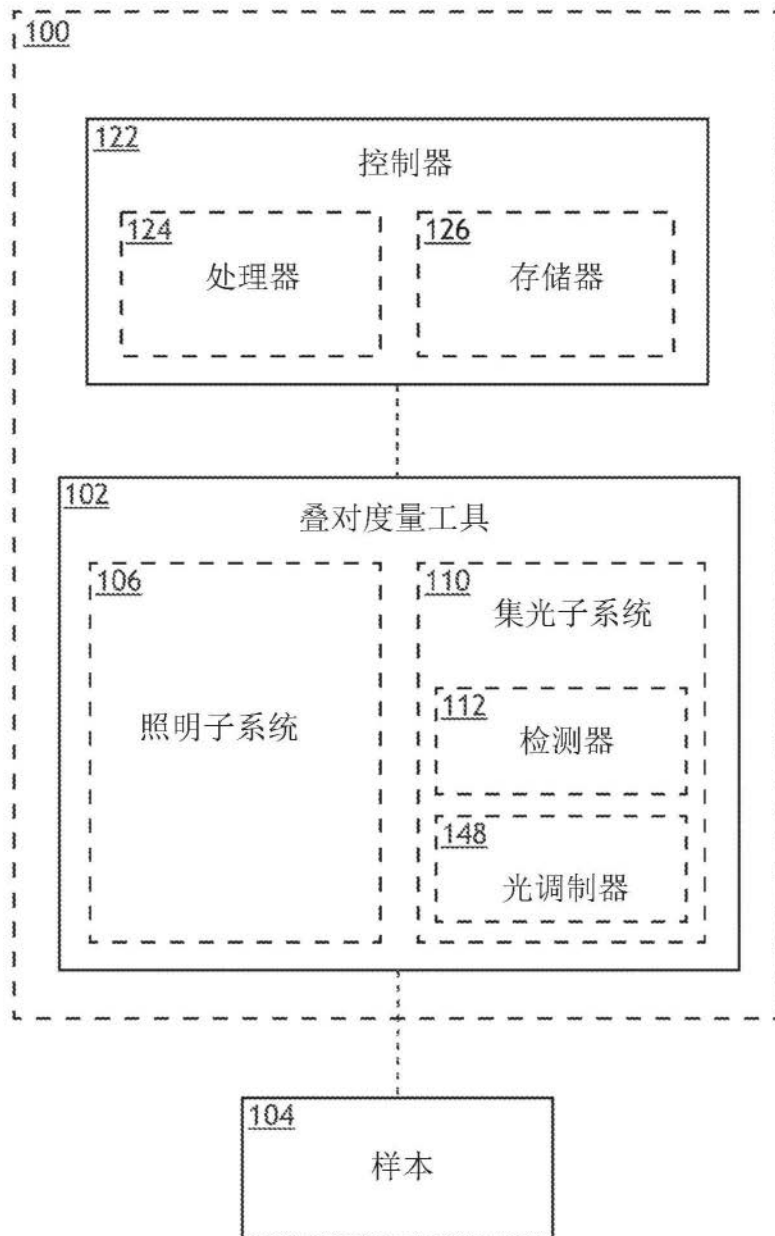 100
122
控制器
124
处理器
126
存储器
102
叠对度量工具
106
照明子系统
110
集光子系统
112
检测器
148
光调制器
104
样本